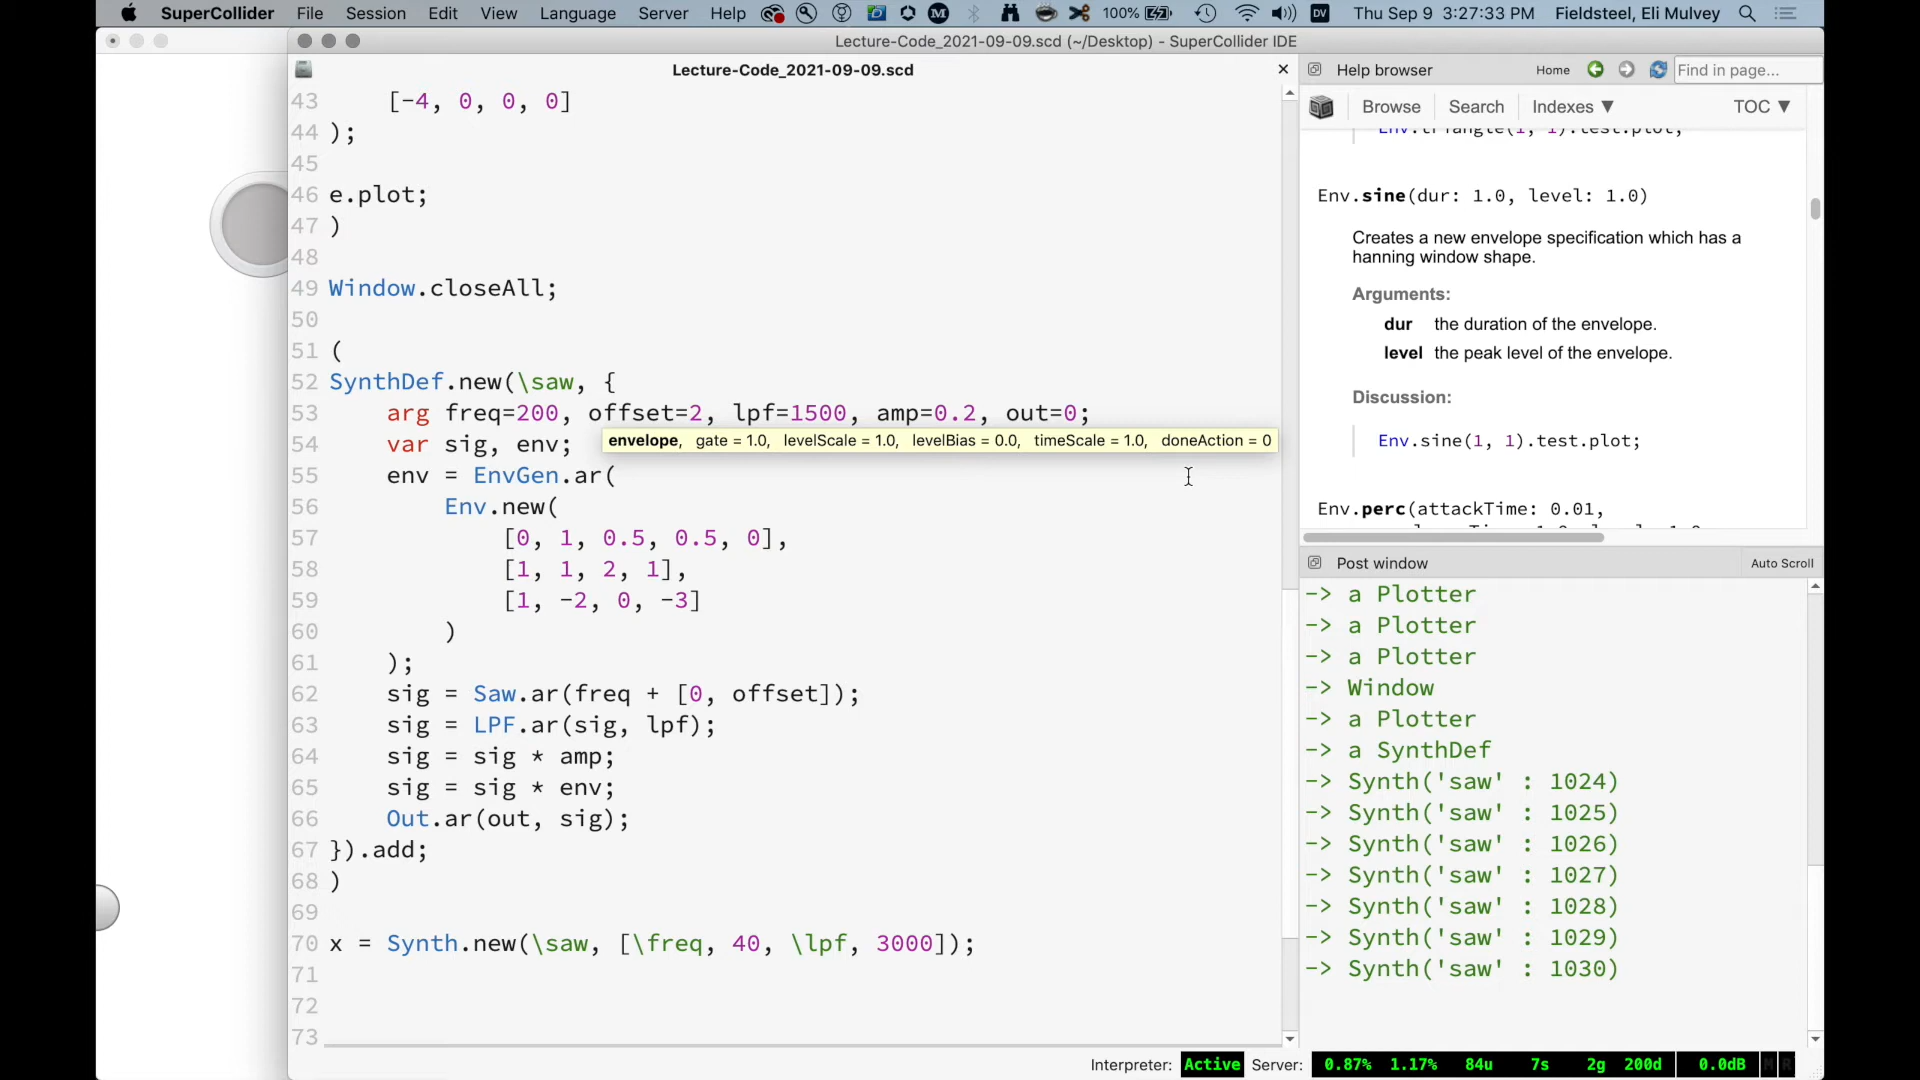 SuperCollider File Session Edit View Language Server Help 100% Thu Sep 9 3:27:33 PM Fieldsteel, Eli Mulvey
Lecture-Code_2021-09-09.scd (~/Desktop) - SuperCollider IDE
Lecture-Code_2021-09-09.scd
43 [-4, 0, 0, 0]
44 );
45
46 e.plot;
47 )
48
49 Window.closeAll;
50
51 (
52 SynthDef.new(\saw, {
53 arg freq=200, offset=2, lpf=1500, amp=0.2, out=0;
54 var sig, env;
envelope, gate = 1.0, levelScale = 1.0, levelBias = 0.0, timeScale = 1.0, doneAction = 0
55 env = EnvGen.ar(
56 Env.new(
57 [0, 1, 0.5, 0.5, 0],
58 [1, 1, 2, 1],
59 [1, -2, 0, -3]
60 )
61 );
62 sig = Saw.ar(freq + [0, offset]);
63 sig = LPF.ar(sig, lpf);
64 sig = sig * amp;
65 sig = sig * env;
66 Out.ar(out, sig);
67 }).add;
68 )
69
70 x = Synth.new(\saw, [\freq, 40, \lpf, 3000]);
71
72
73
Help browser Home Find in page...
Browse Search Indexes ▼ TOC ▼
Env.triangle(1, 1).test.plot;
Env.sine(dur: 1.0, level: 1.0)
Creates a new envelope specification which has a
hanning window shape.
Arguments:
dur the duration of the envelope.
level the peak level of the envelope.
Discussion:
Env.sine(1, 1).test.plot;
Env.perc(attackTime: 0.01,
Post window Auto Scroll
-> a Plotter
-> a Plotter
-> a Plotter
-> Window
-> a Plotter
-> a SynthDef
-> Synth('saw' : 1024)
-> Synth('saw' : 1025)
-> Synth('saw' : 1026)
-> Synth('saw' : 1027)
-> Synth('saw' : 1028)
-> Synth('saw' : 1029)
-> Synth('saw' : 1030)
Interpreter: Active Server: 0.87% 1.17% 84u 7s 2g 200d 0.0dB M R